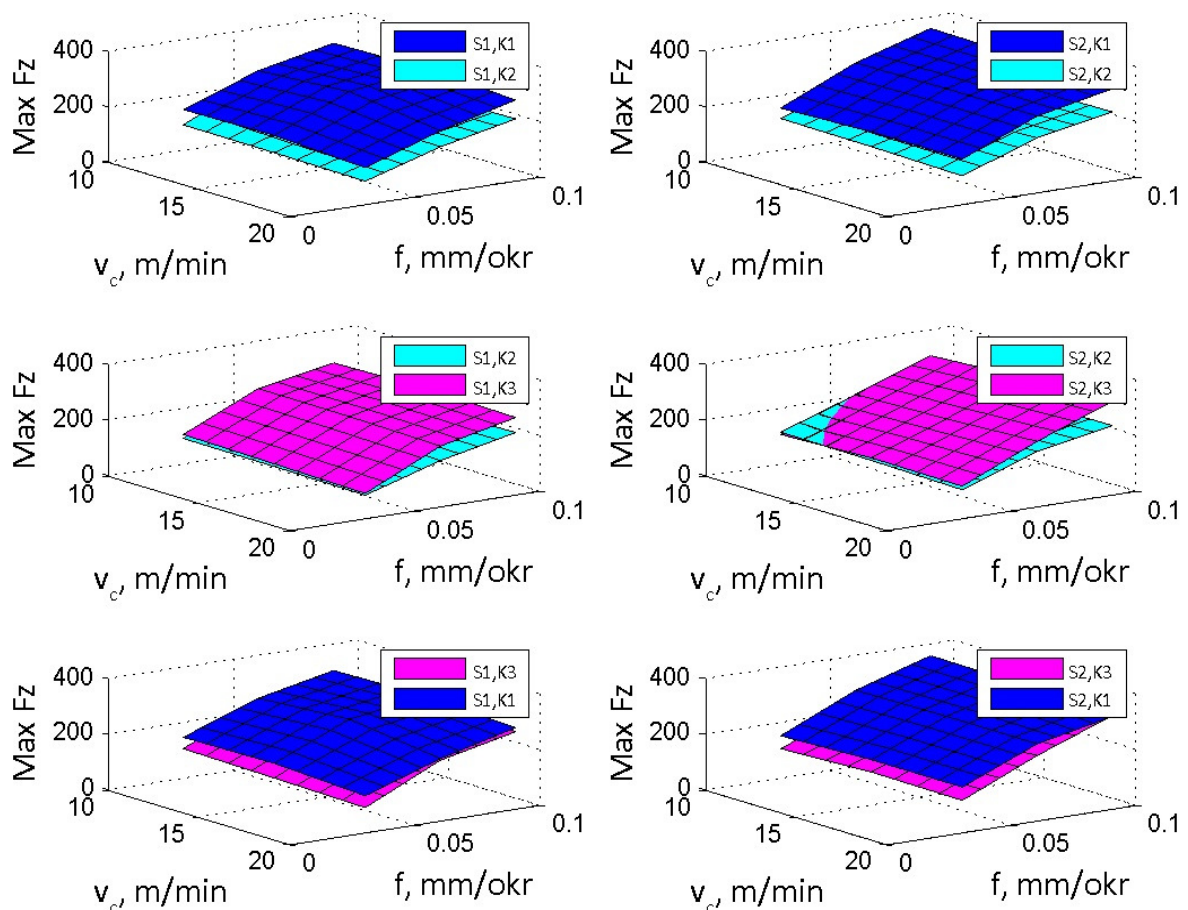 S1,K1
S1,K2
400
200
0
Max Fz
10
15
20
v_c, m/min
0
0.05
0.1
f, mm/okr
S2,K1
S2,K2
400
200
0
Max Fz
10
15
20
v_c, m/min
0
0.05
0.1
f, mm/okr
S1,K2
S1,K3
400
200
0
Max Fz
10
15
20
v_c, m/min
0
0.05
0.1
f, mm/okr
S2,K2
S2,K3
400
200
0
Max Fz
10
15
20
v_c, m/min
0
0.05
0.1
f, mm/okr
S1,K3
S1,K1
400
200
0
Max Fz
10
15
20
v_c, m/min
0
0.05
0.1
f, mm/okr
S2,K3
S2,K1
400
200
0
Max Fz
10
15
20
v_c, m/min
0
0.05
0.1
f, mm/okr